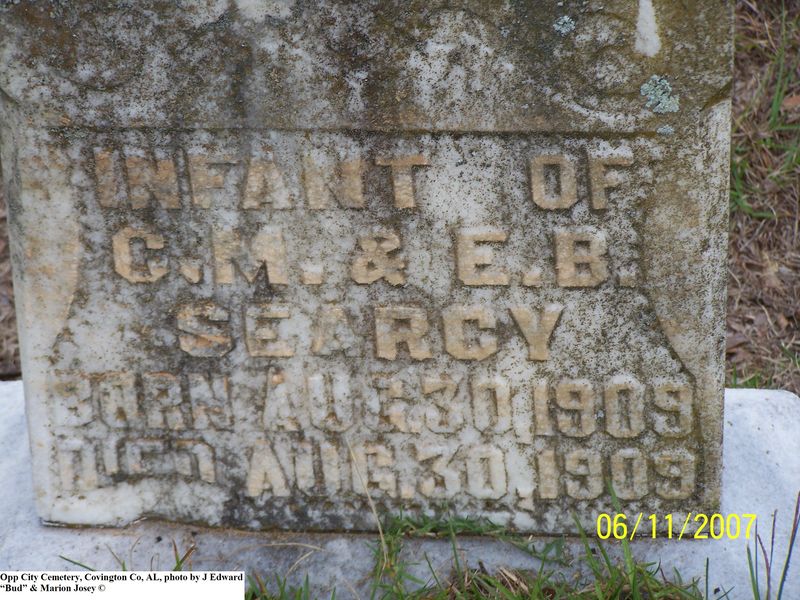 INFANT OF
C.M. & E.B.
SEARCY
BORN AUG.30,1909
DIED AUG.30,1909
06/11/2007
Opp City Cemetery, Covington Co, AL, photo by J Edward
“Bud” & Marion Josey ©